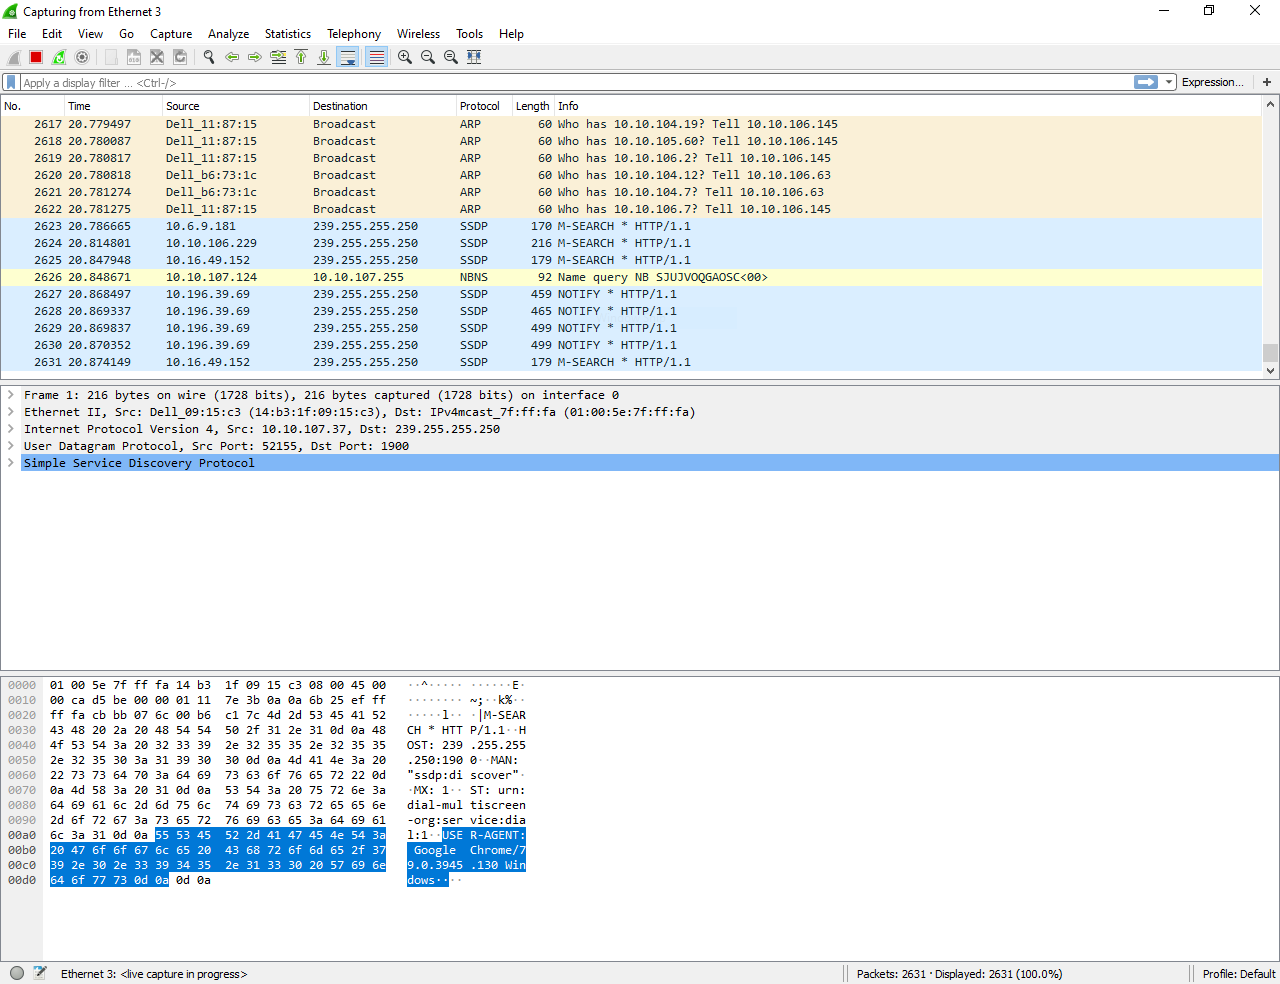 Capturing from Ethernet 3
File Edit View Go Capture Analyze Statistics Telephony Wireless Tools Help
Apply a display filter ... <Ctrl-/> Expression... +
No. Time Source Destination Protocol Length Info
2617 20.779497 Dell_11:87:15 Broadcast ARP 60 Who has 10.10.104.19? Tell 10.10.106.145
2618 20.780087 Dell_11:87:15 Broadcast ARP 60 Who has 10.10.105.60? Tell 10.10.106.145
2619 20.780817 Dell_11:87:15 Broadcast ARP 60 Who has 10.10.106.2? Tell 10.10.106.145
2620 20.780818 Dell_b6:73:1c Broadcast ARP 60 Who has 10.10.104.12? Tell 10.10.106.63
2621 20.781274 Dell_b6:73:1c Broadcast ARP 60 Who has 10.10.104.7? Tell 10.10.106.63
2622 20.781275 Dell_11:87:15 Broadcast ARP 60 Who has 10.10.106.7? Tell 10.10.106.145
2623 20.786665 10.6.9.181 239.255.255.250 SSDP 170 M-SEARCH * HTTP/1.1
2624 20.814801 10.10.106.229 239.255.255.250 SSDP 216 M-SEARCH * HTTP/1.1
2625 20.847948 10.16.49.152 239.255.255.250 SSDP 179 M-SEARCH * HTTP/1.1
2626 20.848671 10.10.107.124 10.10.107.255 NBNS 92 Name query NB SJUJVOQGAOSC<00>
2627 20.868497 10.196.39.69 239.255.255.250 SSDP 459 NOTIFY * HTTP/1.1
2628 20.869337 10.196.39.69 239.255.255.250 SSDP 465 NOTIFY * HTTP/1.1
2629 20.869837 10.196.39.69 239.255.255.250 SSDP 499 NOTIFY * HTTP/1.1
2630 20.870352 10.196.39.69 239.255.255.250 SSDP 499 NOTIFY * HTTP/1.1
2631 20.874149 10.16.49.152 239.255.255.250 SSDP 179 M-SEARCH * HTTP/1.1
Frame 1: 216 bytes on wire (1728 bits), 216 bytes captured (1728 bits) on interface 0
Ethernet II, Src: Dell_09:15:c3 (14:b3:1f:09:15:c3), Dst: IPv4mcast_7f:ff:fa (01:00:5e:7f:ff:fa)
Internet Protocol Version 4, Src: 10.10.107.37, Dst: 239.255.255.250
User Datagram Protocol, Src Port: 52155, Dst Port: 1900
Simple Service Discovery Protocol
0000 01 00 5e 7f ff fa 14 b3 1f 09 15 c3 08 00 45 00 ··^····· ······E·
0010 00 ca d5 be 00 00 01 11 7e 3b 0a 0a 6b 25 ef ff ········ ~;··k%··
0020 ff fa cb bb 07 6c 00 b6 c1 7c 4d 2d 53 45 41 52 ·····l·· ·|M-SEAR
0030 43 48 20 2a 20 48 54 54 50 2f 31 2e 31 0d 0a 48 CH * HTT P/1.1··H
0040 4f 53 54 3a 20 32 33 39 2e 32 35 35 2e 32 35 35 OST: 239 .255.255
0050 2e 32 35 30 3a 31 39 30 30 0d 0a 4d 41 4e 3a 20 .250:190 0··MAN: 
0060 22 73 73 64 70 3a 64 69 73 63 6f 76 65 72 22 0d "ssdp:di scover"·
0070 0a 4d 58 3a 20 31 0d 0a 53 54 3a 20 75 72 6e 3a ·MX: 1·· ST: urn:
0080 64 69 61 6c 2d 6d 75 6c 74 69 73 63 72 65 65 6e dial-mul tiscreen
0090 2d 6f 72 67 3a 73 65 72 76 69 63 65 3a 64 69 61 -org:ser vice:dia
00a0 6c 3a 31 0d 0a 55 53 45 52 2d 41 47 45 4e 54 3a l:1··USE R-AGENT:
00b0 20 47 6f 6f 67 6c 65 20 43 68 72 6f 6d 65 2f 37 Google Chrome/7
00c0 39 2e 30 2e 33 39 34 35 2e 31 33 30 20 57 69 6e 9.0.3945 .130 Win
00d0 64 6f 77 73 0d 0a 0d 0a dows····
Ethernet 3: <live capture in progress> Packets: 2631 · Displayed: 2631 (100.0%) Profile: Default